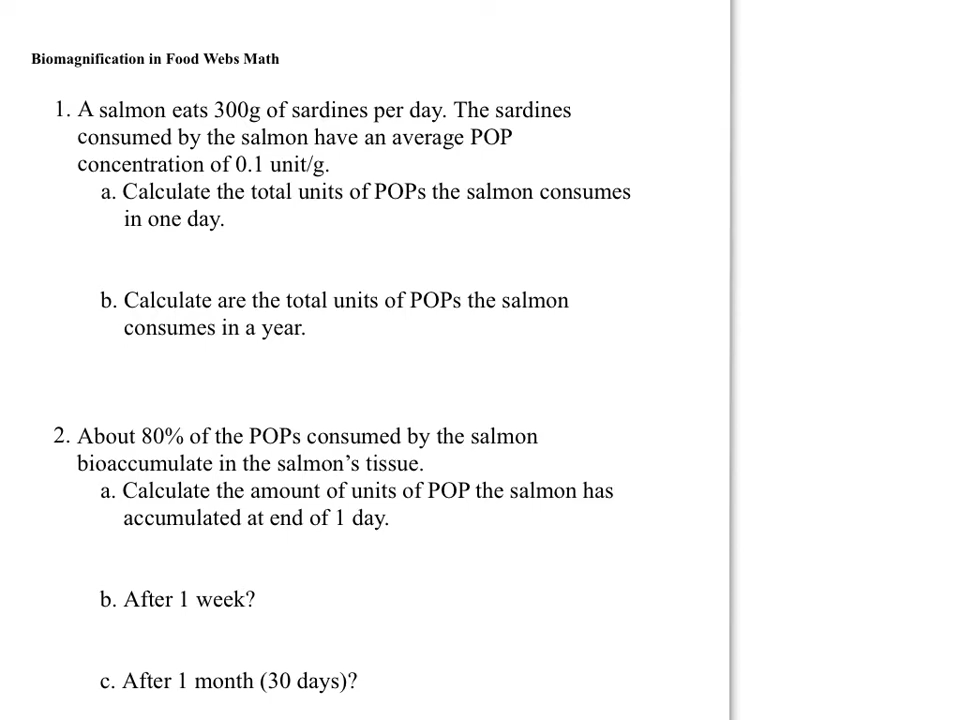 Biomagnification in Food Webs Math
1. A salmon eats 300g of sardines per day. The sardines
consumed by the salmon have an average POP
concentration of 0.1 unit/g.
a. Calculate the total units of POPs the salmon consumes
in one day.
b. Calculate are the total units of POPs the salmon
consumes in a year.
2. About 80% of the POPs consumed by the salmon
bioaccumulate in the salmon’s tissue.
a. Calculate the amount of units of POP the salmon has
accumulated at end of 1 day.
b. After 1 week?
c. After 1 month (30 days)?